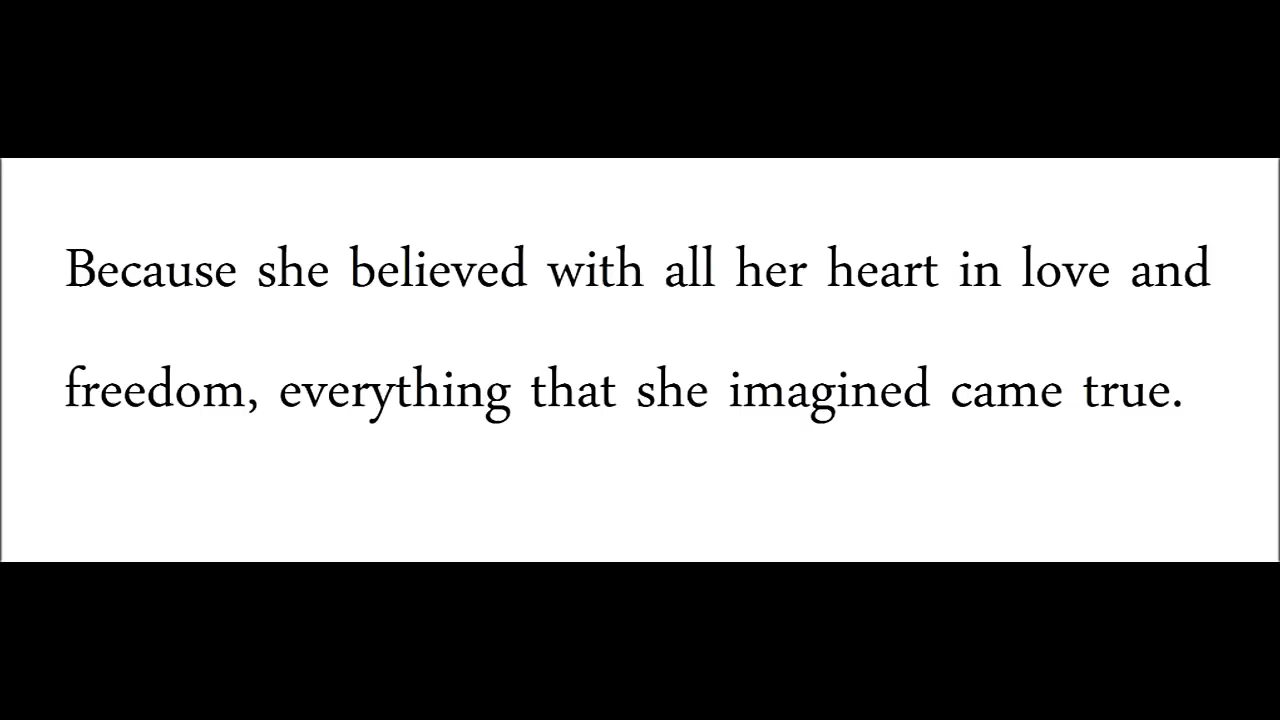 Because she believed with all her heart in love and
freedom, everything that she imagined came true.